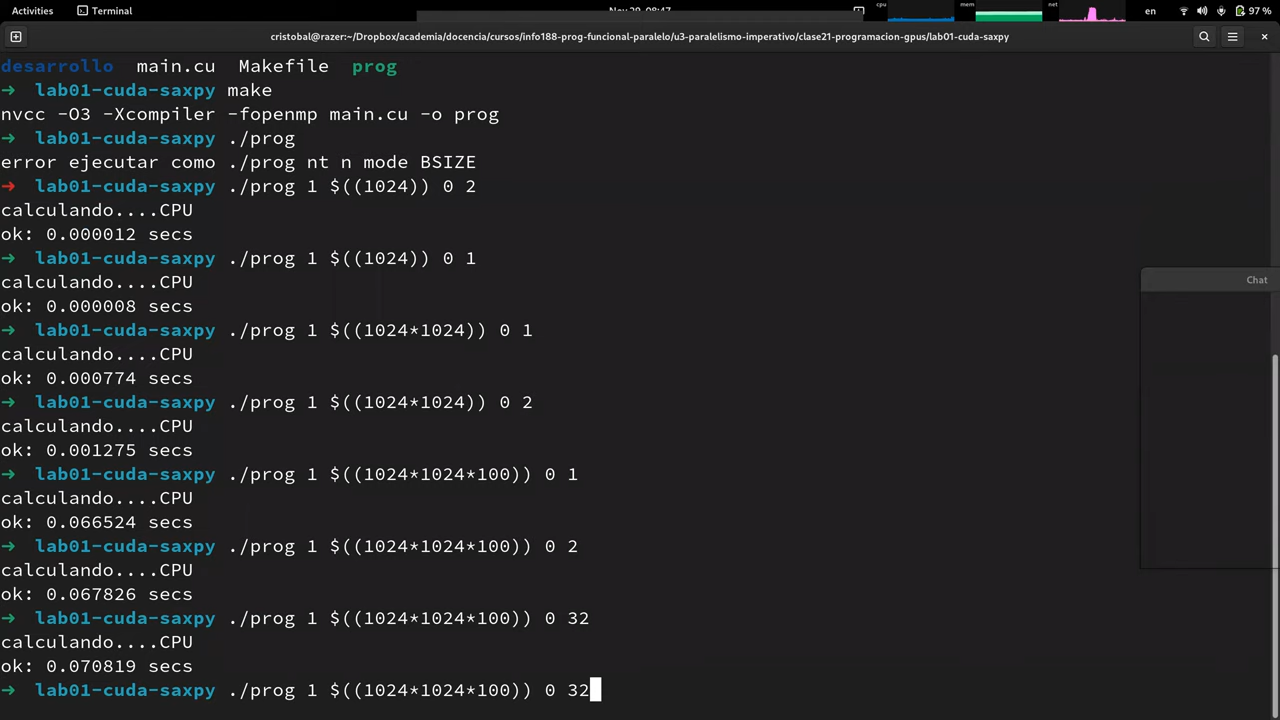 Activities Terminal Nov 29, 08:47 cpu mem net en 97 %
cristobal@razer:~/Dropbox/academia/docencia/cursos/info188-prog-funcional-paralelo/u3-paralelismo-imperativo/clase21-programacion-gpus/lab01-cuda-saxpy
desarrollo main.cu Makefile prog
→ lab01-cuda-saxpy make
nvcc -O3 -Xcompiler -fopenmp main.cu -o prog
→ lab01-cuda-saxpy ./prog
error ejecutar como ./prog nt n mode BSIZE
→ lab01-cuda-saxpy ./prog 1 $((1024)) 0 2
calculando....CPU
ok: 0.000012 secs
→ lab01-cuda-saxpy ./prog 1 $((1024)) 0 1
calculando....CPU
ok: 0.000008 secs
→ lab01-cuda-saxpy ./prog 1 $((1024*1024)) 0 1
calculando....CPU
ok: 0.000774 secs
→ lab01-cuda-saxpy ./prog 1 $((1024*1024)) 0 2
calculando....CPU
ok: 0.001275 secs
→ lab01-cuda-saxpy ./prog 1 $((1024*1024*100)) 0 1
calculando....CPU
ok: 0.066524 secs
→ lab01-cuda-saxpy ./prog 1 $((1024*1024*100)) 0 2
calculando....CPU
ok: 0.067826 secs
→ lab01-cuda-saxpy ./prog 1 $((1024*1024*100)) 0 32
calculando....CPU
ok: 0.070819 secs
→ lab01-cuda-saxpy ./prog 1 $((1024*1024*100)) 0 32
Chat